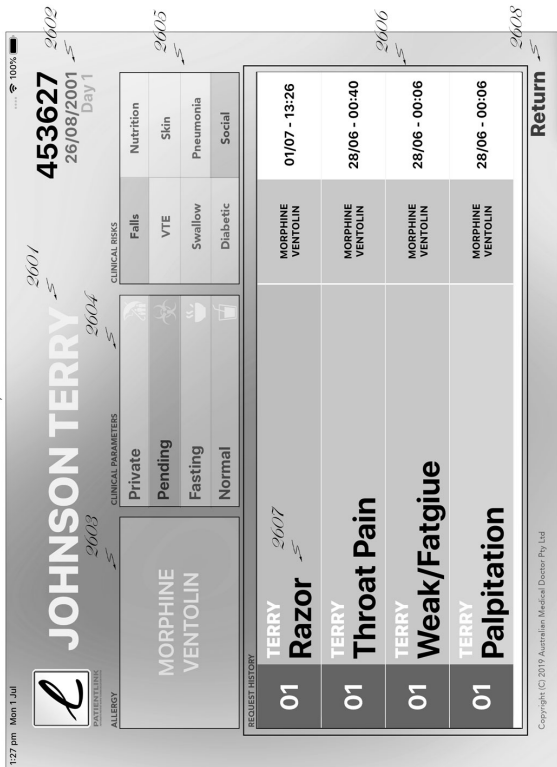 1:27 pm Mon 1 Jul
100%
PATIENTLINK
JOHNSON TERRY
2601
453627
2602
26/08/2001
Day 1
ALLERGY
2603
MORPHINE
VENTOLIN
CLINICAL PARAMETERS
2604
Private
Pending
Fasting
Normal
CLINICAL RISKS
2605
Falls
Nutrition
VTE
Skin
Swallow
Pneumonia
Diabetic
Social
REQUEST HISTORY
2606
01
TERRY
Razor
2607
MORPHINE
VENTOLIN
01/07 - 13:26
01
TERRY
Throat Pain
MORPHINE
VENTOLIN
28/06 - 00:40
01
TERRY
Weak/Fatgiue
MORPHINE
VENTOLIN
28/06 - 00:06
01
TERRY
Palpitation
MORPHINE
VENTOLIN
28/06 - 00:06
Copyright (C) 2019 Australian Medical Doctor Pty Ltd
Return
2608